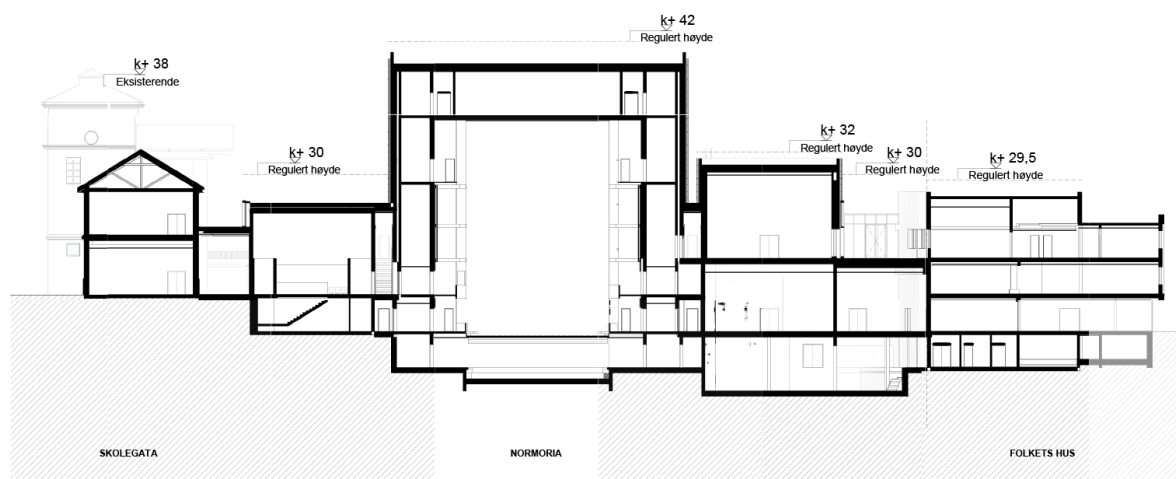 k+ 42
Regulert høyde
k+ 38
Eksisterende
k+ 30
Regulert høyde
k+ 32
Regulert høyde
k+ 30
Regulert høyde
k+ 29,5
Regulert høyde
SKOLEGATA
NORMORIA
FOLKETS HUS